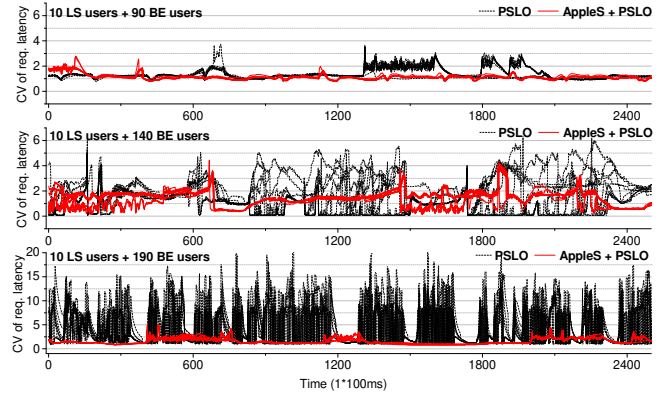 10 LS users + 90 BE users
PSLO AppleS + PSLO
CV of req. latency
6
4
2
0
0 600 1200 1800 2400
10 LS users + 140 BE users
PSLO AppleS + PSLO
CV of req. latency
6
4
2
0
0 600 1200 1800 2400
10 LS users + 190 BE users
PSLO AppleS + PSLO
CV of req. latency
20
15
10
5
0
0 600 1200 1800 2400
Time (1*100ms)